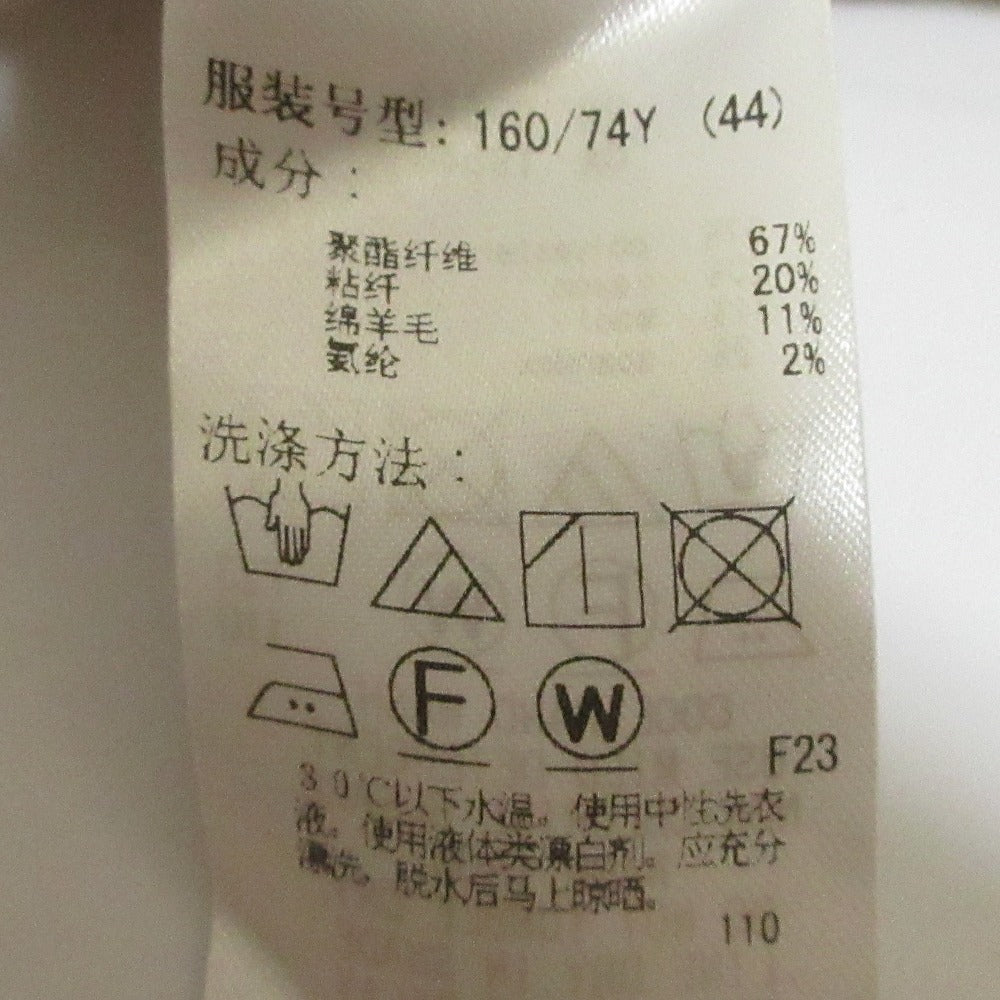 服装号型: 160/74Y (44)
成分:
聚酯纤维 67%
粘纤 20%
绵羊毛 11%
氨纶 2%
洗涤方法:
F W
F23
30℃以下水温。使用中性洗衣
液。使用液体类漂白剂。应充分
漂洗。脱水后马上晾晒。
110